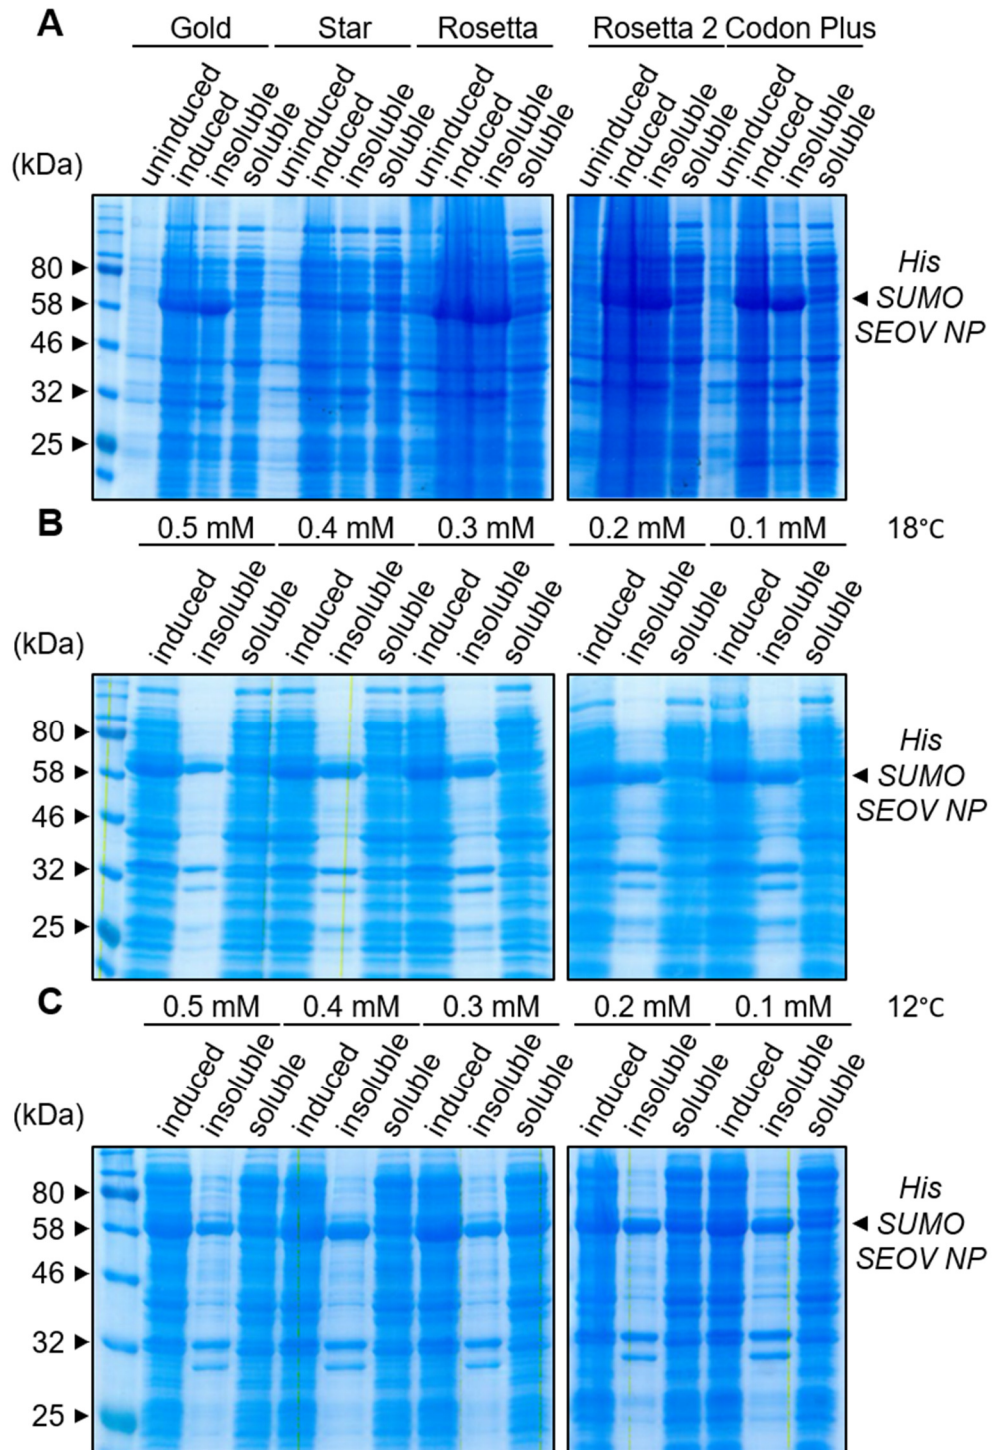 A
Gold Star Rosetta Rosetta 2 Codon Plus
uninduced induced insoluble soluble uninduced induced insoluble soluble uninduced induced insoluble soluble uninduced induced insoluble soluble uninduced induced insoluble soluble
(kDa)
80
58
46
32
25
His
SUMO
SEOV NP
B
0.5 mM 0.4 mM 0.3 mM 0.2 mM 0.1 mM 18°C
induced insoluble soluble induced insoluble soluble induced insoluble soluble induced insoluble soluble induced insoluble soluble
(kDa)
80
58
46
32
25
His
SUMO
SEOV NP
C
0.5 mM 0.4 mM 0.3 mM 0.2 mM 0.1 mM 12°C
induced insoluble soluble induced insoluble soluble induced insoluble soluble induced insoluble soluble induced insoluble soluble
(kDa)
80
58
46
32
25
His
SUMO
SEOV NP